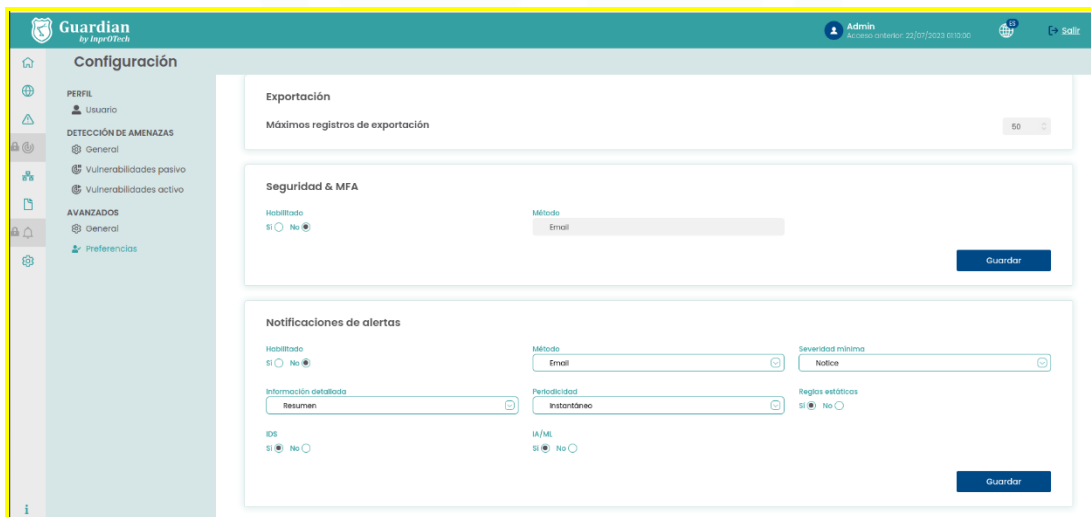 Guardian
by InprOTech
Admin
Acceso anterior: 22/07/2023 01:10:00
ES
Salir
Configuración
PERFIL
Usuario
DETECCIÓN DE AMENAZAS
General
Vulnerabilidades pasivo
Vulnerabilidades activo
AVANZADOS
General
Preferencias
Exportación
Máximos registros de exportación
50
Seguridad & MFA
Habilitado
Método
Sí No
Email
Guardar
Notificaciones de alertas
Habilitado
Método
Severidad mínima
Sí No
Email
Notice
Información detallada
Periodicidad
Reglas estáticas
Resumen
Instantáneo
Sí No
IDS
IA/ML
Sí No
Sí No
Guardar
i